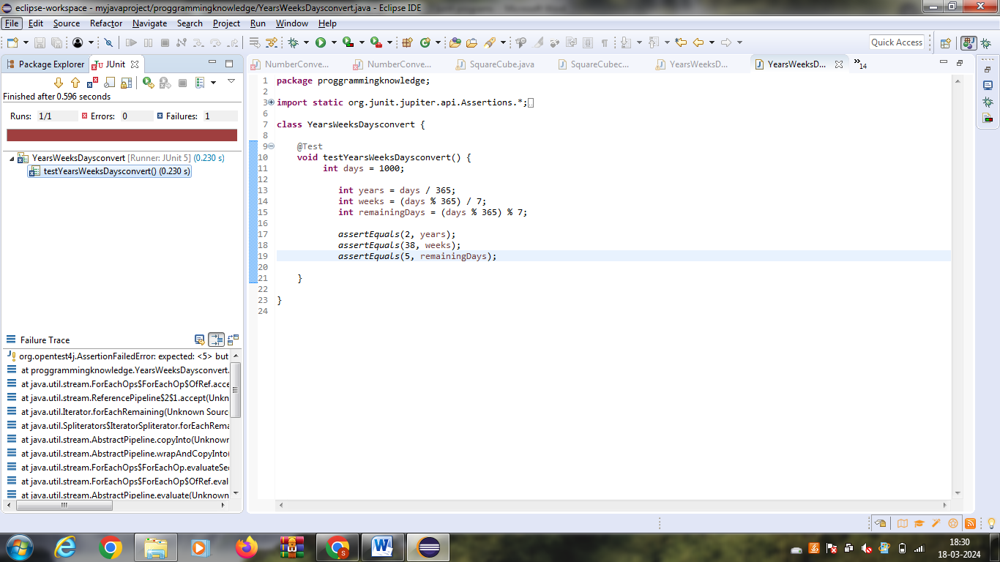 eclipse-workspace - myjavaproject/proggrammingknowledge/YearsWeeksDaysconvert.java - Eclipse IDE
File Edit Source Refactor Navigate Search Project Run Window Help
Quick Access
Package Explorer JUnit
Finished after 0.596 seconds
Runs: 1/1 Errors: 0 Failures: 1
YearsWeeksDaysconvert [Runner: JUnit 5] (0.230 s)
testYearsWeeksDaysconvert() (0.230 s)
Failure Trace
org.opentest4j.AssertionFailedError: expected: <5> but
at proggrammingknowledge.YearsWeeksDaysconvert.
at java.util.stream.ForEachOps$ForEachOp$OfRef.acce
at java.util.stream.ReferencePipeline$2$1.accept(Unkn
at java.util.Iterator.forEachRemaining(Unknown Sourc
at java.util.Spliterators$IteratorSpliterator.forEachRema
at java.util.stream.AbstractPipeline.copyInto(Unknown
at java.util.stream.AbstractPipeline.wrapAndCopyInto(
at java.util.stream.ForEachOps$ForEachOp.evaluateSe
at java.util.stream.ForEachOps$ForEachOp$OfRef.eval
at java.util.stream.AbstractPipeline.evaluate(Unknown
NumberConve... NumberConve... SquareCube.java SquareCubec... YearsWeeksD... YearsWeeksD... »14
1 package proggrammingknowledge;
2
3 import static org.junit.jupiter.api.Assertions.*;
6
7 class YearsWeeksDaysconvert {
8
9 @Test
10 void testYearsWeeksDaysconvert() {
11 int days = 1000;
12
13 int years = days / 365;
14 int weeks = (days % 365) / 7;
15 int remainingDays = (days % 365) % 7;
16
17 assertEquals(2, years);
18 assertEquals(38, weeks);
19 assertEquals(5, remainingDays);
20
21 }
22
23 }
24
18:30
18-03-2024